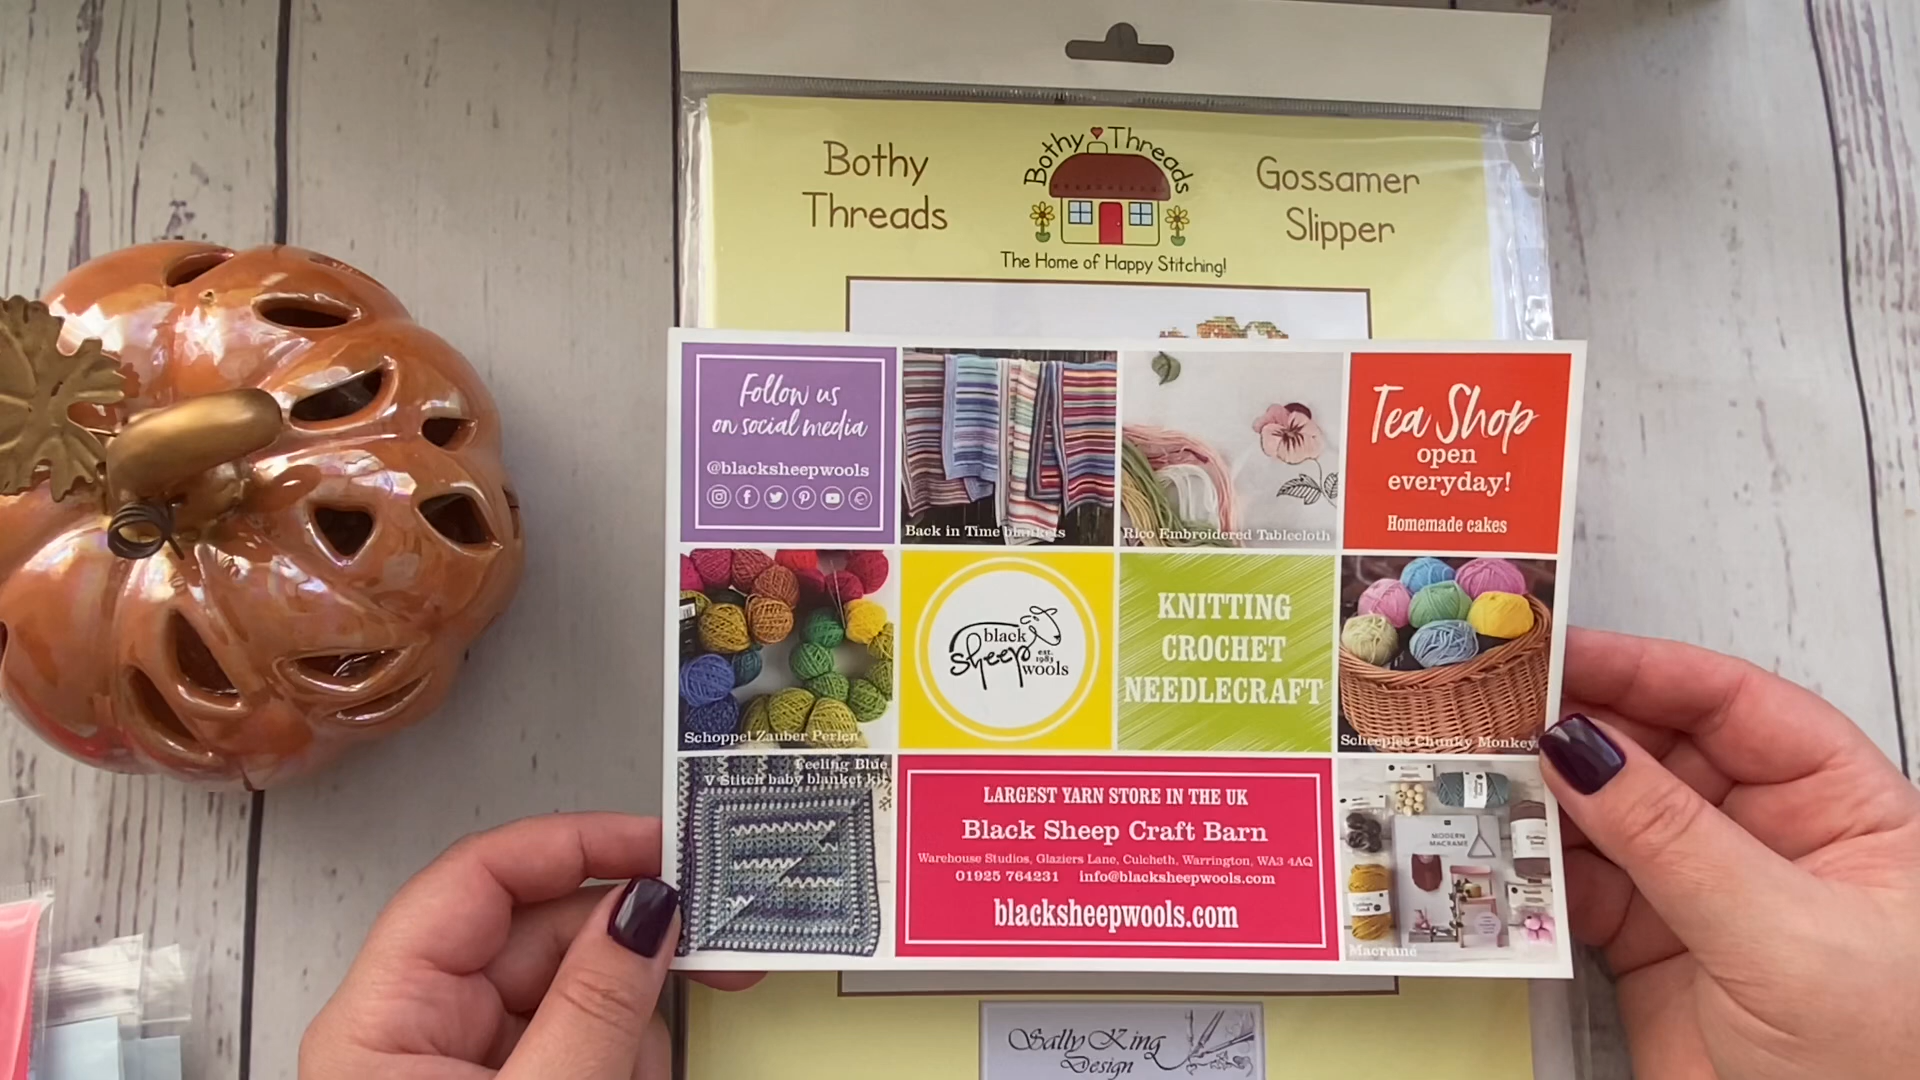 Bothy
Threads
Bothy Threads
The Home of Happy Stitching!
Gossamer
Slipper
Follow us
on social media
@blacksheepwools
Back in Time blankets
Rico Embroidered Tablecloth
Tea Shop
open
everyday!
Homemade cakes
Schoppel Zauber Perlen
black
sheep
est.
1983
wools
KNITTING
CROCHET
NEEDLECRAFT
Scheepjes Chunky Monkey
Feeling Blue
V Stitch baby blanket kit
LARGEST YARN STORE IN THE UK
Black Sheep Craft Barn
Warehouse Studios, Glaziers Lane, Culcheth, Warrington, WA3 4AQ
01925 764231 info@blacksheepwools.com
blacksheepwools.com
MODERN
MACRAME
Macramé
Sally King
Design